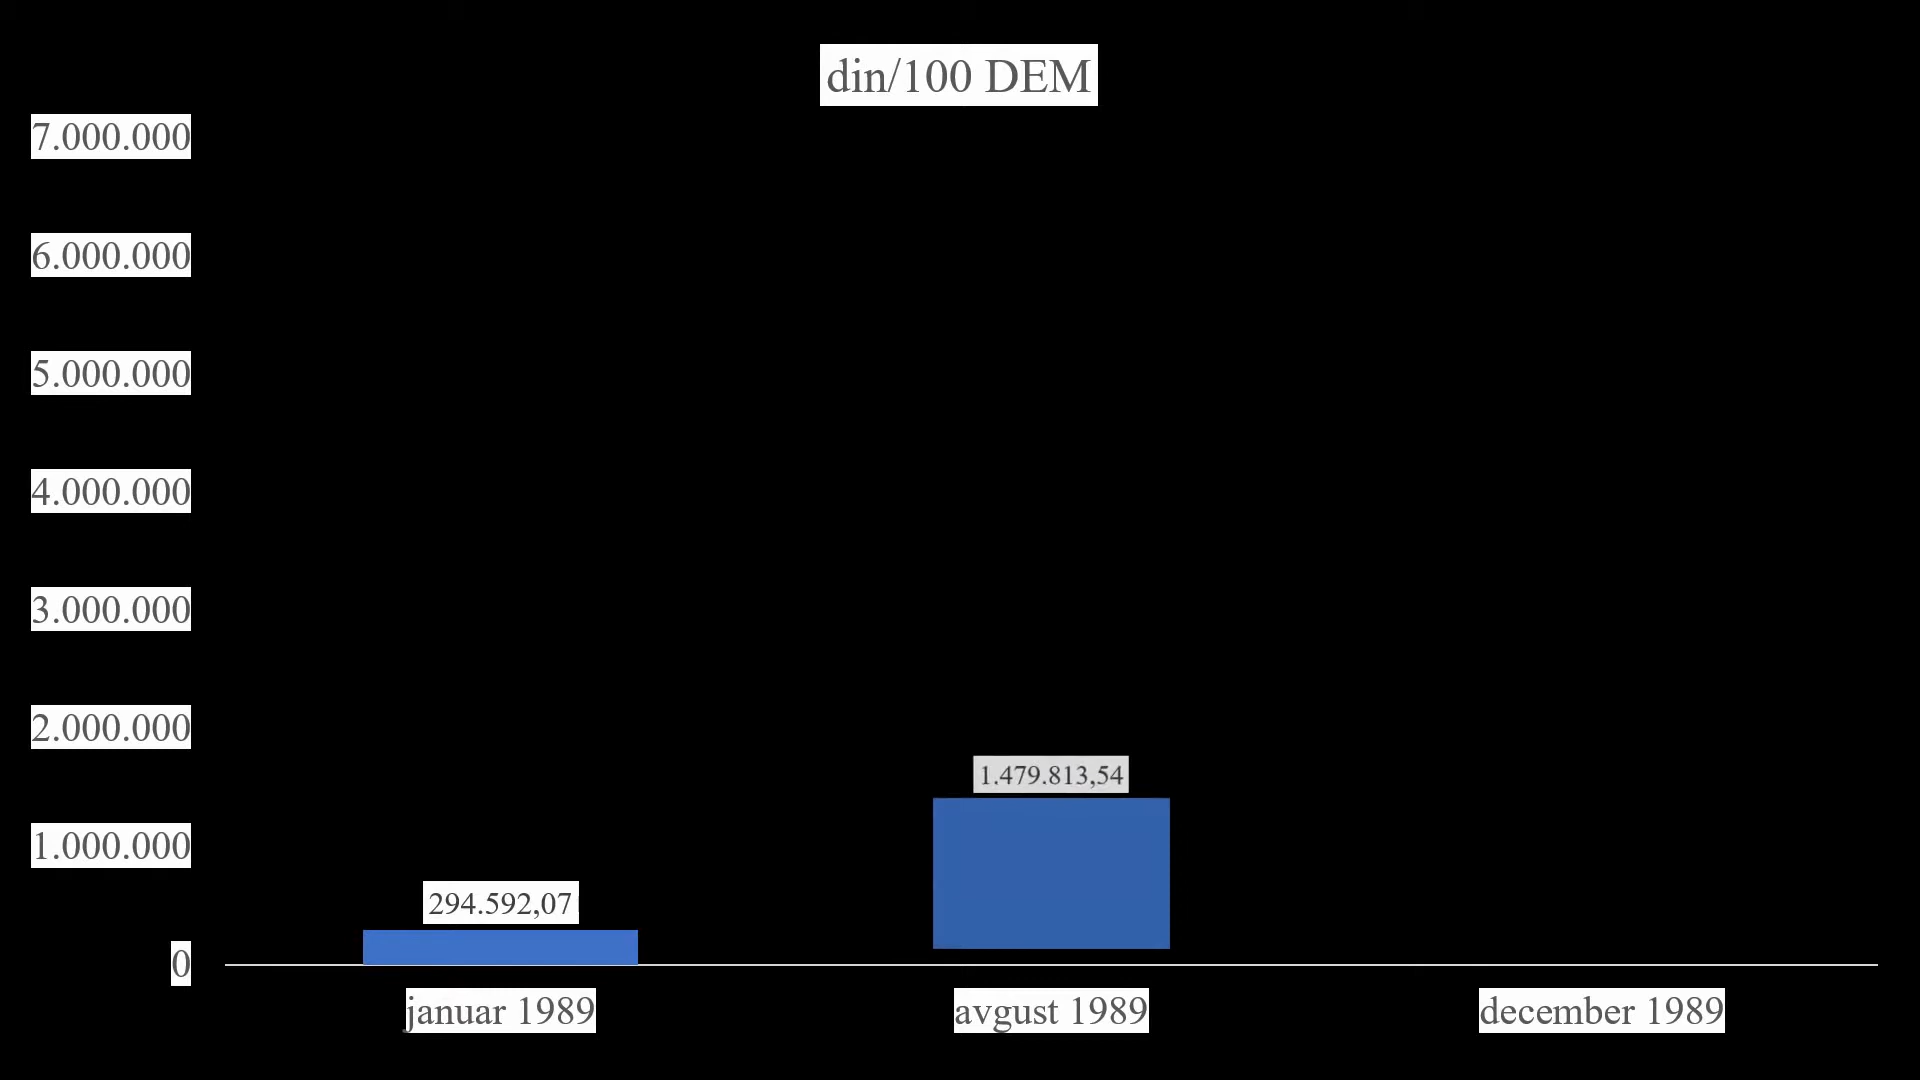 din/100 DEM
7.000.000
6.000.000
5.000.000
4.000.000
3.000.000
2.000.000
1.479.813,54
1.000.000
294.592,07
0
januar 1989
avgust 1989
december 1989